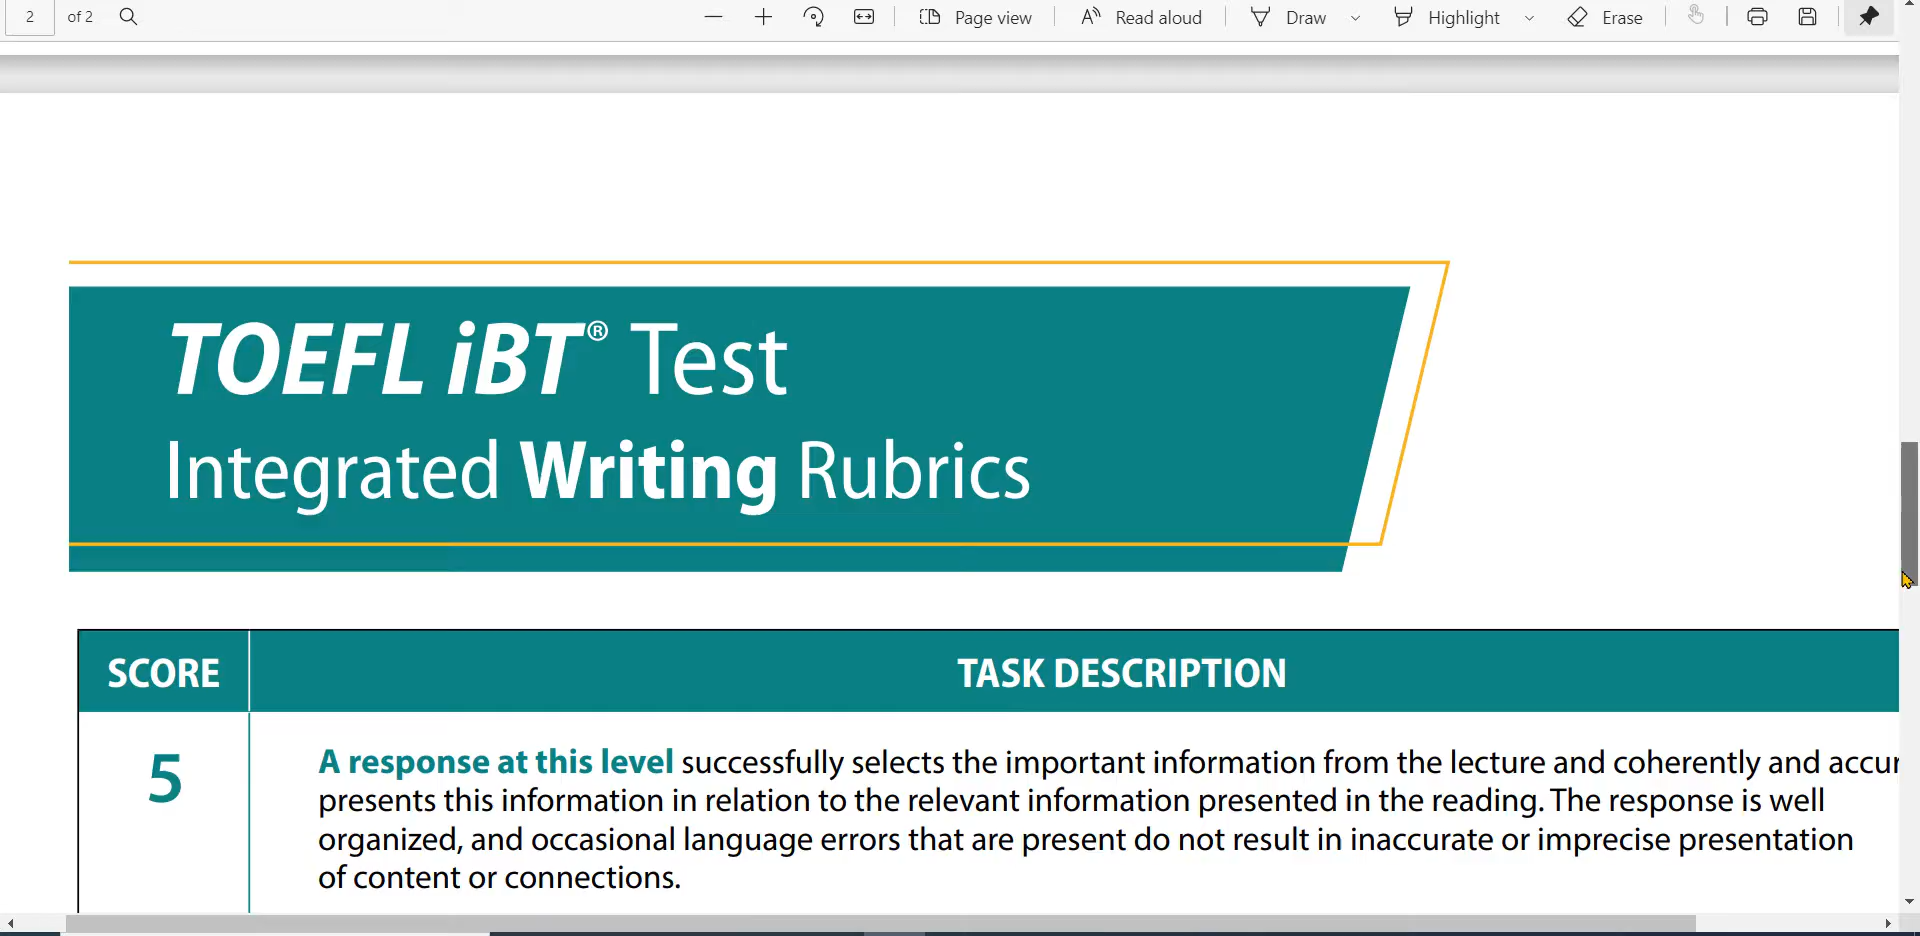 2 of 2 Page view Read aloud Draw Highlight Erase
TOEFL iBT® Test
Integrated Writing Rubrics
SCORE TASK DESCRIPTION
5 A response at this level successfully selects the important information from the lecture and coherently and accur
presents this information in relation to the relevant information presented in the reading. The response is well
organized, and occasional language errors that are present do not result in inaccurate or imprecise presentation
of content or connections.